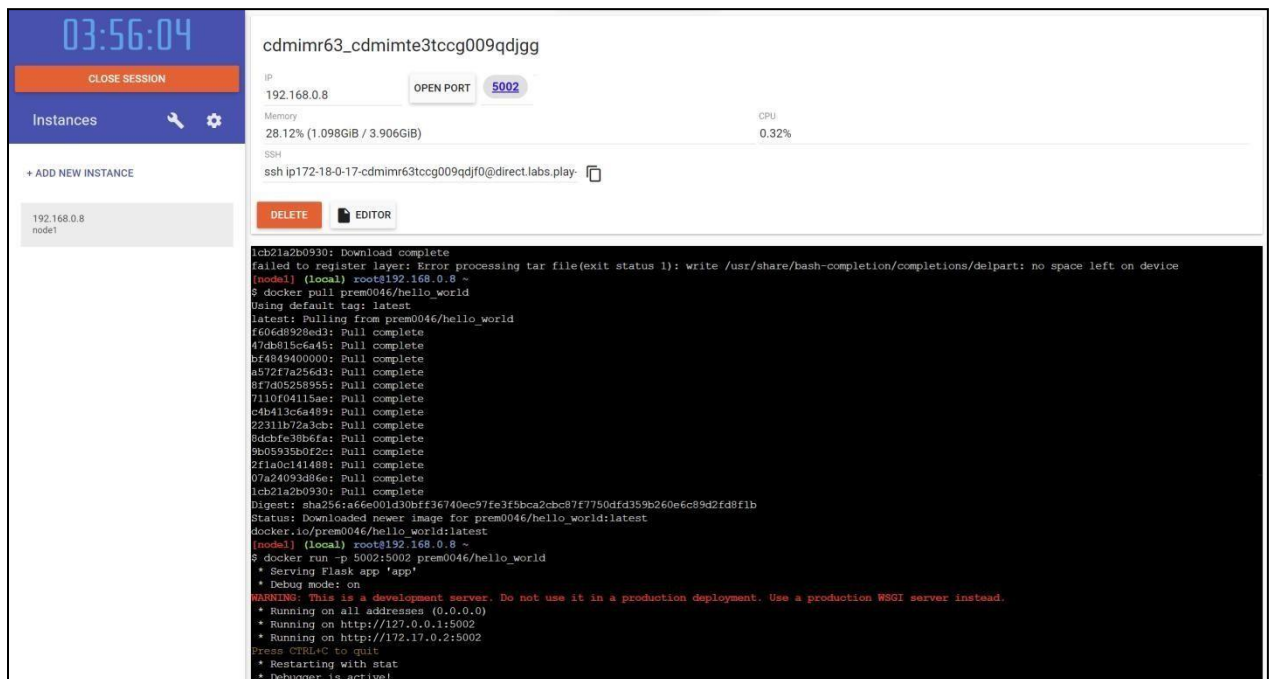 03:56:04
CLOSE SESSION
Instances
+ ADD NEW INSTANCE
192.168.0.8
node1
cdmimr63_cdmimte3tccg009qdjgg
IP
192.168.0.8
OPEN PORT
5002
Memory
28.12% (1.098GiB / 3.906GiB)
CPU
0.32%
SSH
ssh ip172-18-0-17-cdmimr63tccg009qdjf0@direct.labs.play-
DELETE
EDITOR
1cb21a2b0930: Download complete
failed to register layer: Error processing tar file(exit status 1): write /usr/share/bash-completion/completions/delpart: no space left on device
[node1] (local) root@192.168.0.8 ~
$ docker pull prem0046/hello_world
Using default tag: latest
latest: Pulling from prem0046/hello_world
f606d8928ed3: Pull complete
47db815c6a45: Pull complete
bf4849400000: Pull complete
a572f7a256d3: Pull complete
8f7d05258955: Pull complete
7110f04115ae: Pull complete
c4b413c6a489: Pull complete
22311b72a3cb: Pull complete
8dcbfe38b6fa: Pull complete
9b05935b0f2c: Pull complete
2f1a0c141488: Pull complete
07a24093d86e: Pull complete
1cb21a2b0930: Pull complete
Digest: sha256:a66e001d30bff36740ec97fe3f5bca2cbc87f7750dfd359b260e6c89d2fd8f1b
Status: Downloaded newer image for prem0046/hello_world:latest
docker.io/prem0046/hello_world:latest
[node1] (local) root@192.168.0.8 ~
$ docker run -p 5002:5002 prem0046/hello_world
* Serving Flask app 'app'
* Debug mode: on
WARNING: This is a development server. Do not use it in a production deployment. Use a production WSGI server instead.
* Running on all addresses (0.0.0.0)
* Running on http://127.0.0.1:5002
* Running on http://172.17.0.2:5002
Press CTRL+C to quit
* Restarting with stat
* Debugger is active!